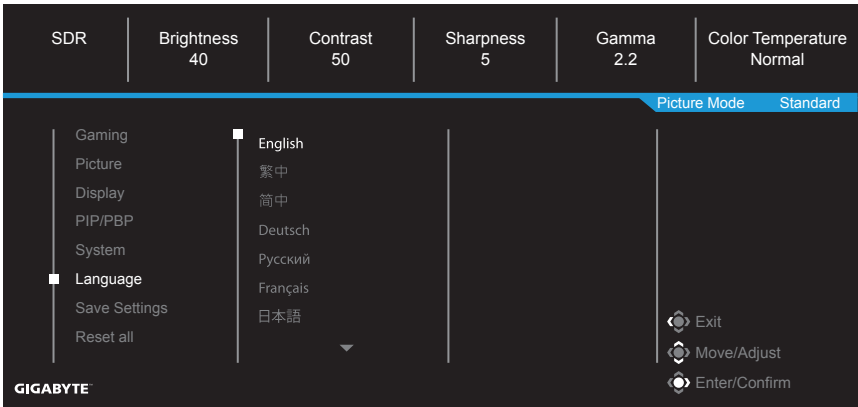 SDR Brightness Contrast Sharpness Gamma Color Temperature
40 50 5 2.2 Normal
Picture Mode Standard
Gaming
Picture
Display
PIP/PBP
System
Language
Save Settings
Reset all
English
繁中
简中
Deutsch
Русский
Français
日本語
Exit
Move/Adjust
Enter/Confirm
GIGABYTE™